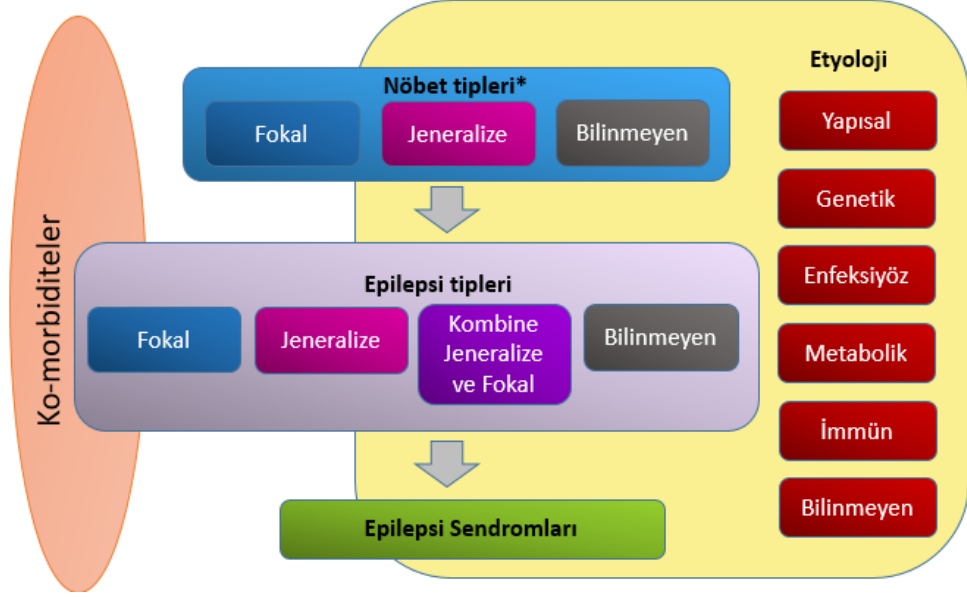 Ko-morbiditeler
Nöbet tipleri*
Fokal
Jeneralize
Bilinmeyen
Epilepsi tipleri
Fokal
Jeneralize
Kombine
Jeneralize
ve Fokal
Bilinmeyen
Epilepsi Sendromları
Etyoloji
Yapısal
Genetik
Enfeksiyöz
Metabolik
İmmün
Bilinmeyen